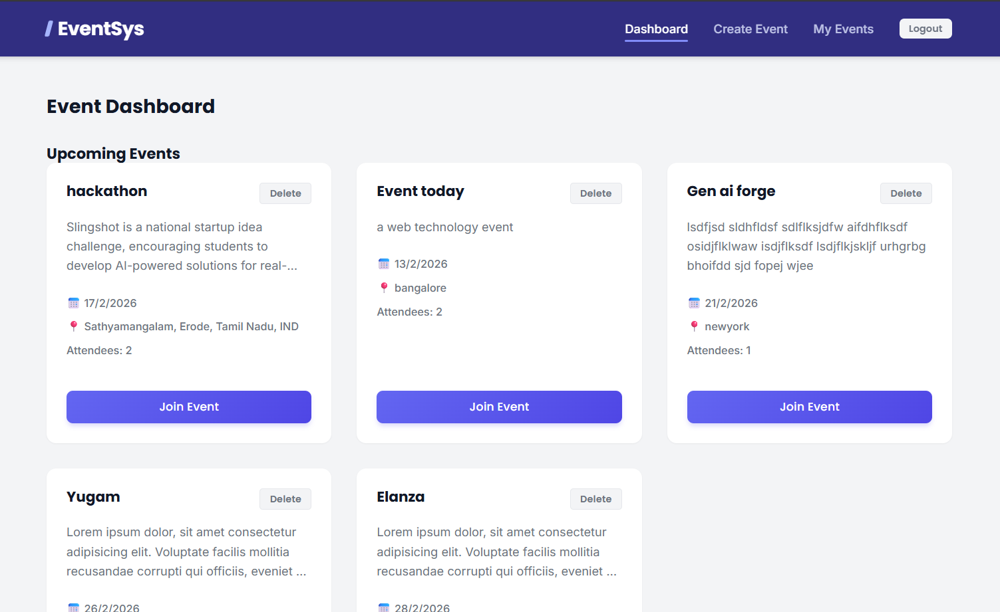 EventSys
Dashboard
Create Event
My Events
Logout
Event Dashboard
Upcoming Events
hackathon
Delete
Slingshot is a national startup idea
challenge, encouraging students to
develop AI-powered solutions for real-...
17/2/2026
Sathyamangalam, Erode, Tamil Nadu, IND
Attendees: 2
Join Event
Event today
Delete
a web technology event
13/2/2026
bangalore
Attendees: 2
Join Event
Gen ai forge
Delete
lsdfjsd sldhfldsf sdlflksjdfw aifdhflksdf
osidjflklwaw isdjflksdf lsdjflkjskljf urhgrbg
bhoifdd sjd fopej wjee
21/2/2026
newyork
Attendees: 1
Join Event
Yugam
Delete
Lorem ipsum dolor, sit amet consectetur
adipisicing elit. Voluptate facilis mollitia
recusandae corrupti qui officiis, eveniet ...
26/2/2026
Elanza
Delete
Lorem ipsum dolor, sit amet consectetur
adipisicing elit. Voluptate facilis mollitia
recusandae corrupti qui officiis, eveniet ...
28/2/2026